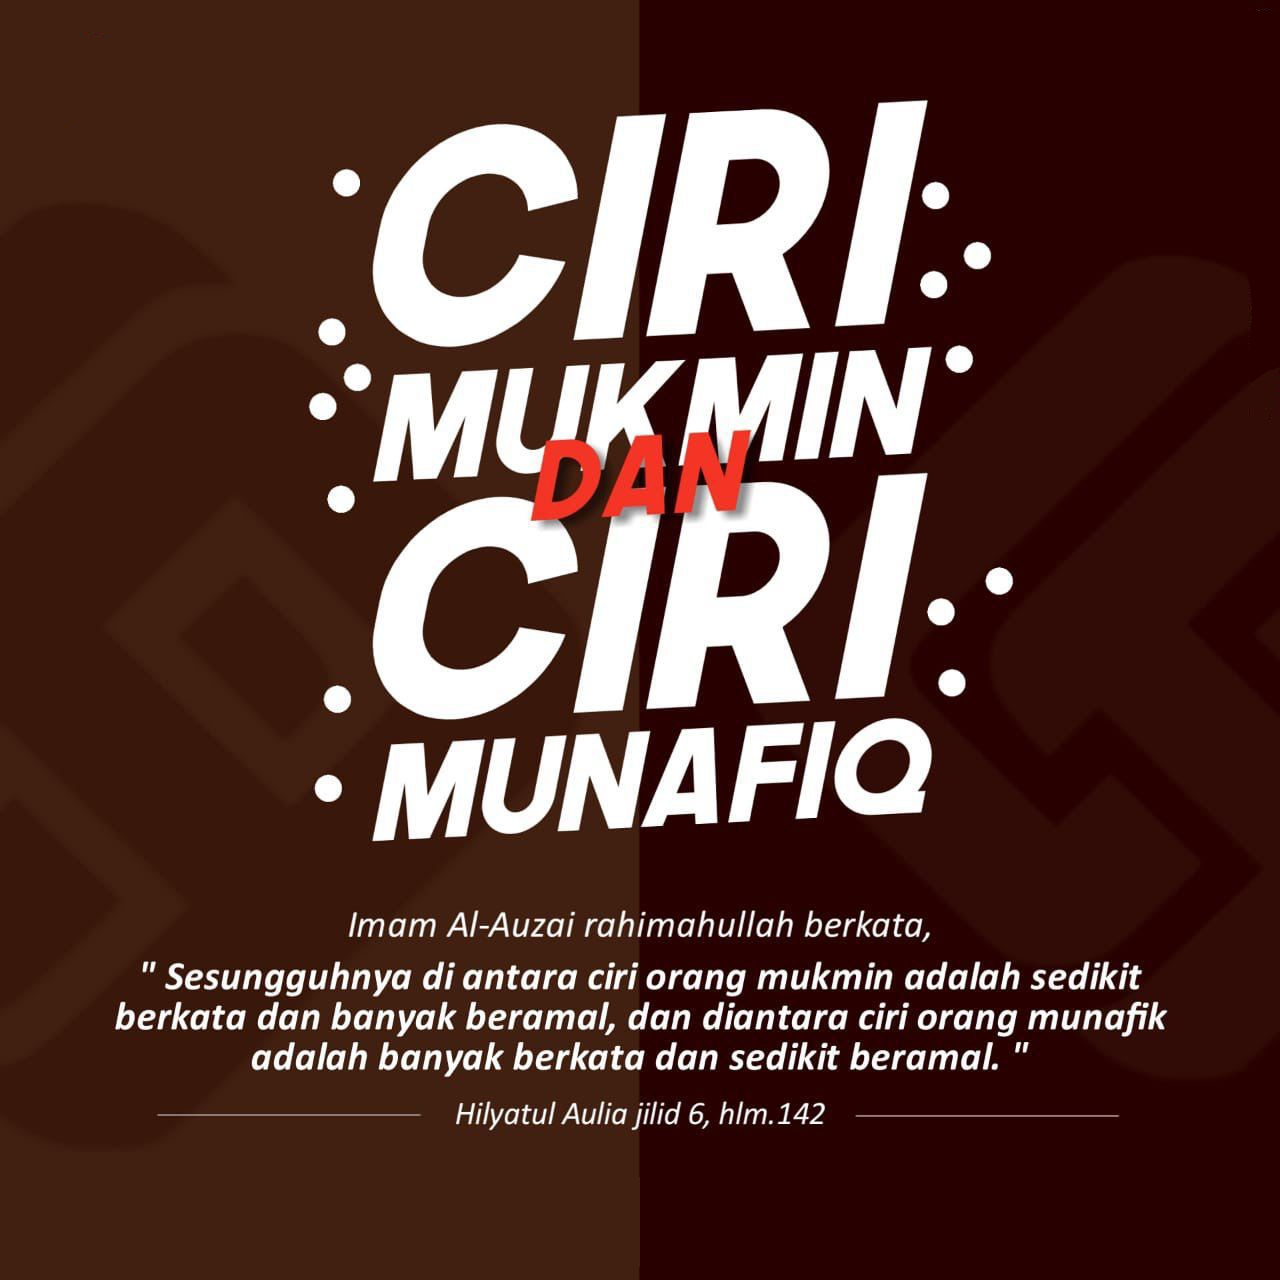 CIRI
MUKMIN
DAN
CIRI
MUNAFIQ
Imam Al-Auzai rahimahullah berkata,
" Sesungguhnya di antara ciri orang mukmin adalah sedikit
berkata dan banyak beramal, dan diantara ciri orang munafik
adalah banyak berkata dan sedikit beramal. "
Hilyatul Aulia jilid 6, hlm.142